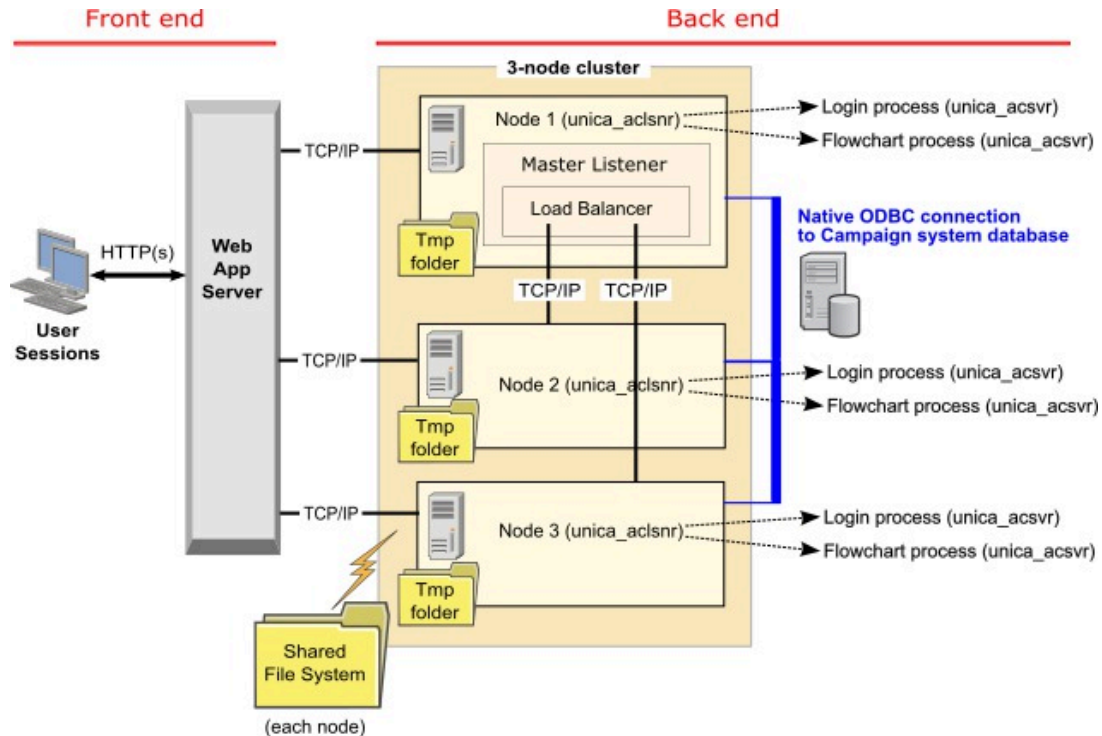 Front end
Back end
3-node cluster
Node 1 (unica_aclsnr)
Login process (unica_acsvr)
Flowchart process (unica_acsvr)
TCP/IP
Master Listener
Load Balancer
Tmp
folder
Native ODBC connection
to Campaign system database
HTTP(s)
Web
App
Server
User
Sessions
TCP/IP
TCP/IP
TCP/IP
Node 2 (unica_aclsnr)
Login process (unica_acsvr)
Flowchart process (unica_acsvr)
Tmp
folder
TCP/IP
Node 3 (unica_aclsnr)
Login process (unica_acsvr)
Flowchart process (unica_acsvr)
Tmp
folder
Shared
File System
(each node)